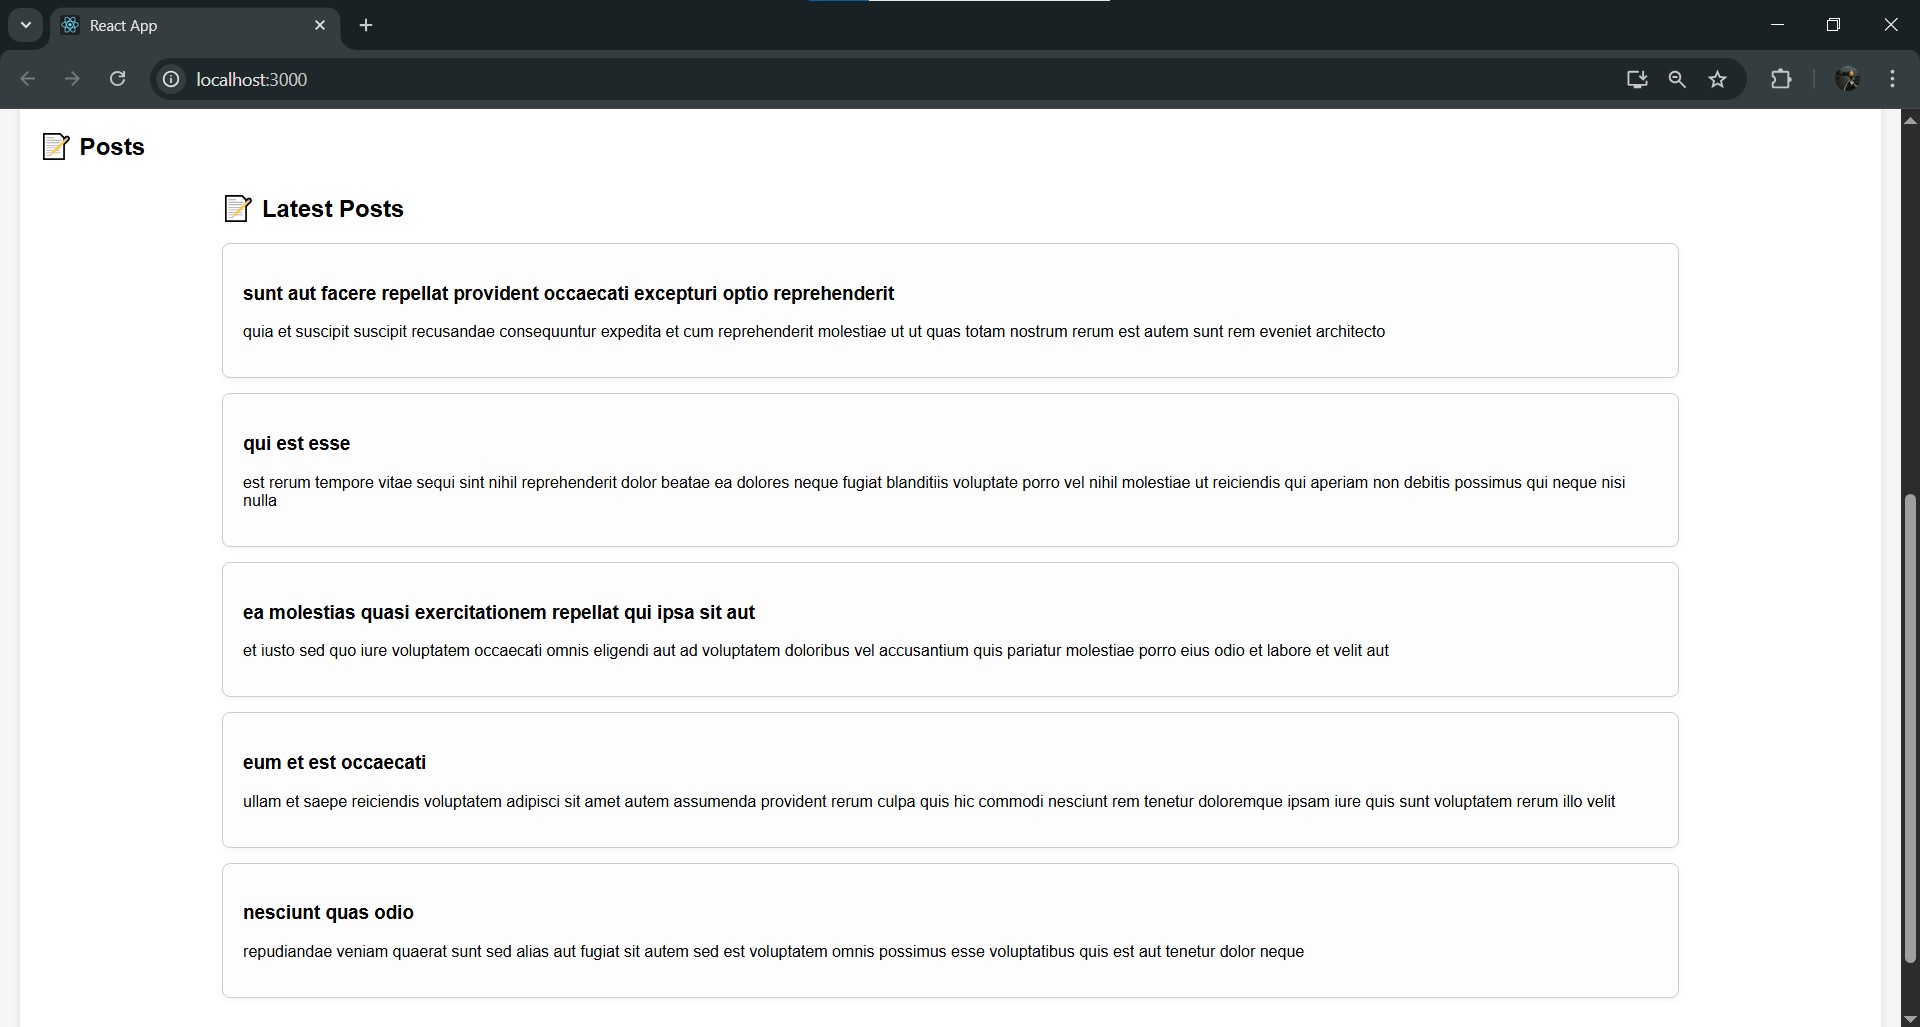 React App
localhost:3000
📝 Posts
📝 Latest Posts
sunt aut facere repellat provident occaecati excepturi optio reprehenderit
quia et suscipit suscipit recusandae consequuntur expedita et cum reprehenderit molestiae ut ut quas totam nostrum rerum est autem sunt rem eveniet architecto
qui est esse
est rerum tempore vitae sequi sint nihil reprehenderit dolor beatae ea dolores neque fugiat blanditiis voluptate porro vel nihil molestiae ut reiciendis qui aperiam non debitis possimus qui neque nisi
nulla
ea molestias quasi exercitationem repellat qui ipsa sit aut
et iusto sed quo iure voluptatem occaecati omnis eligendi aut ad voluptatem doloribus vel accusantium quis pariatur molestiae porro eius odio et labore et velit aut
eum et est occaecati
ullam et saepe reiciendis voluptatem adipisci sit amet autem assumenda provident rerum culpa quis hic commodi nesciunt rem tenetur doloremque ipsam iure quis sunt voluptatem rerum illo velit
nesciunt quas odio
repudiandae veniam quaerat sunt sed alias aut fugiat sit autem sed est voluptatem omnis possimus esse voluptatibus quis est aut tenetur dolor neque